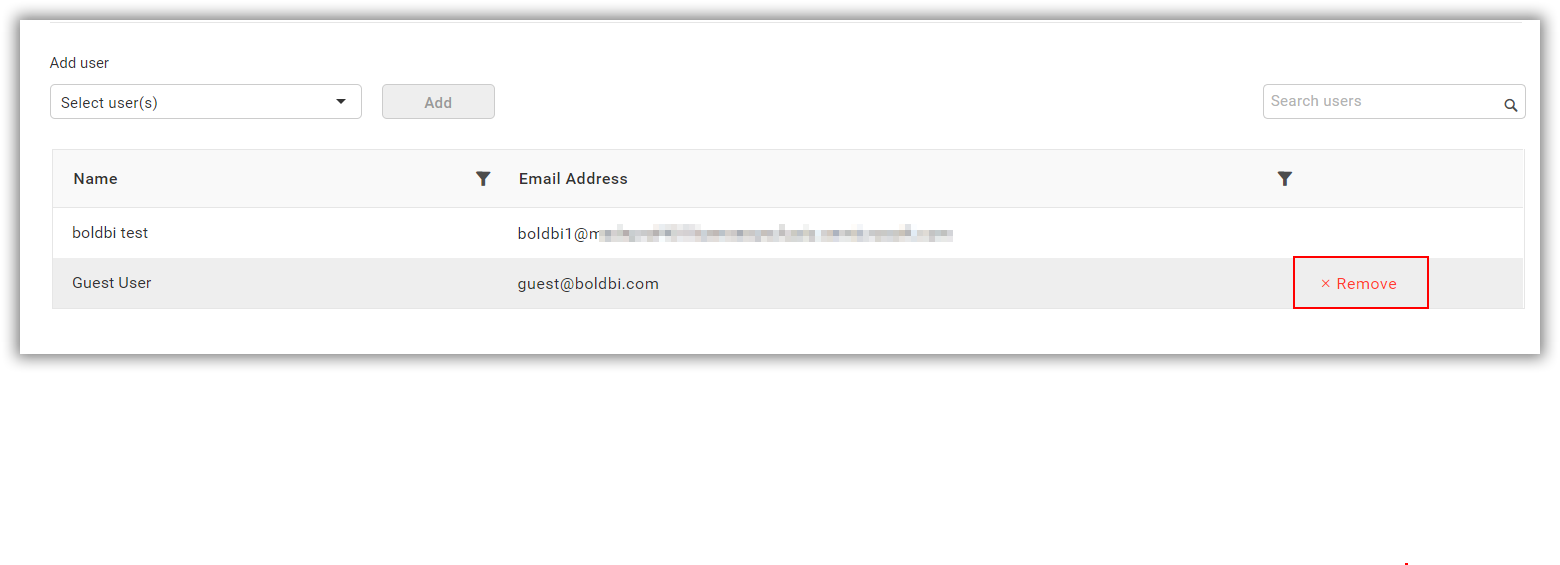 Add user
Select user(s)
Add
Search users
Name Email Address
boldbi test boldbi1@m
Guest User guest@boldbi.com × Remove